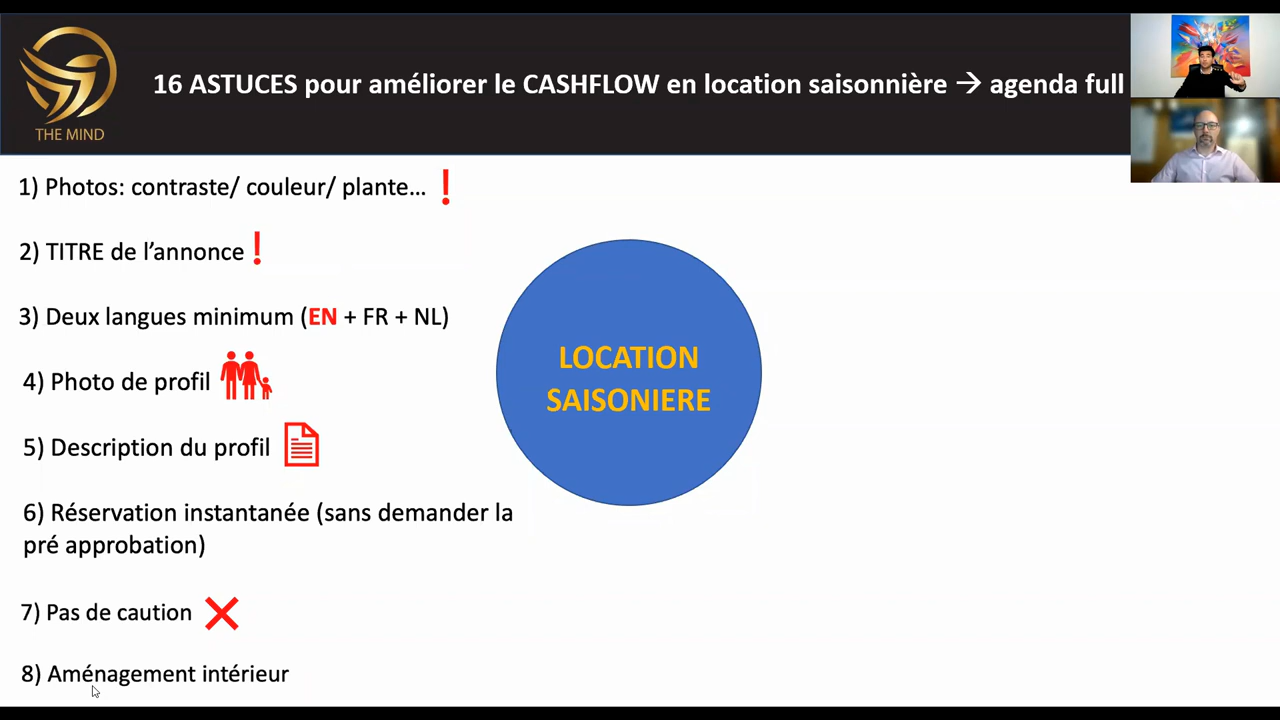 16 ASTUCES pour améliorer le CASHFLOW en location saisonnière → agenda full
THE MIND
1) Photos: contraste/ couleur/ plante...
2) TITRE de l'annonce
3) Deux langues minimum (EN + FR + NL)
4) Photo de profil
5) Description du profil
6) Réservation instantanée (sans demander la
pré approbation)
7) Pas de caution
8) Aménagement intérieur
LOCATION
SAISONIERE